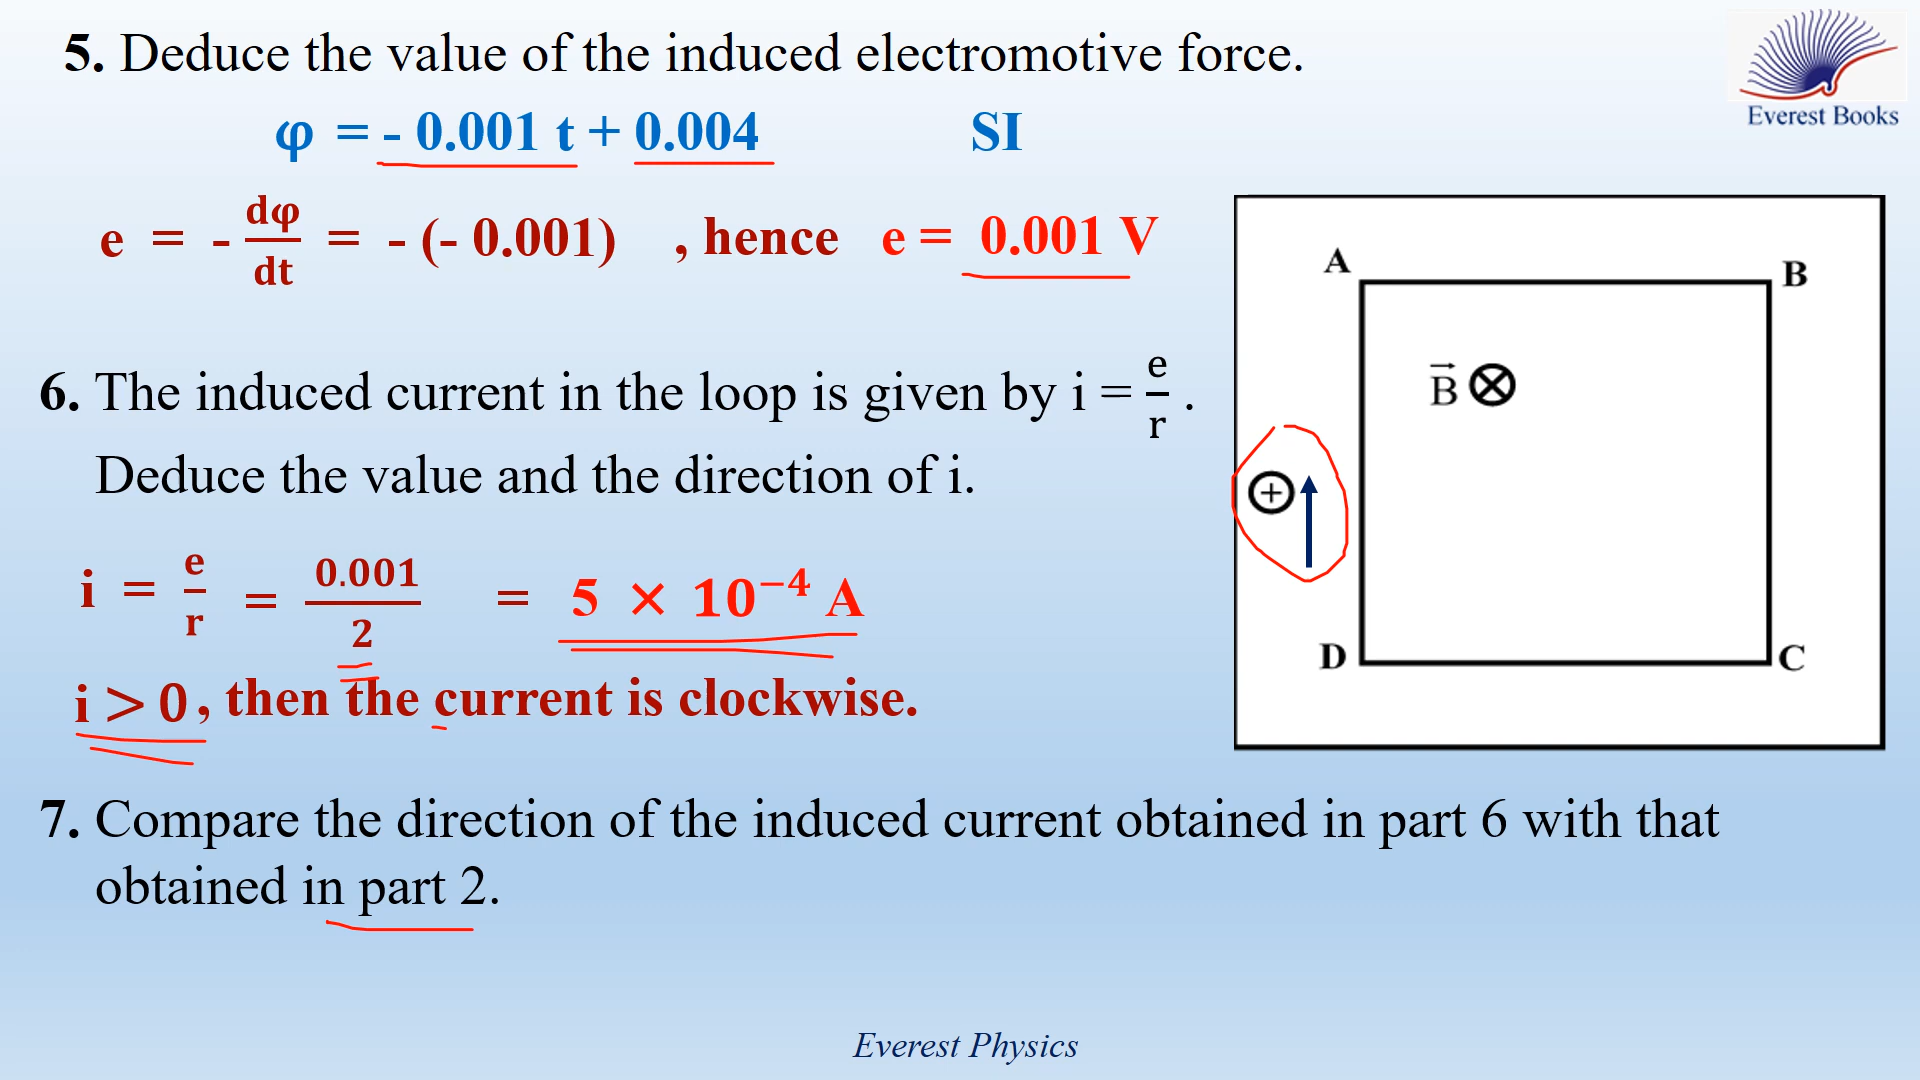 5. Deduce the value of the induced electromotive force.
Everest Books
φ = - 0.001 t + 0.004 SI
e = - dφ/dt = - (- 0.001) , hence e = 0.001 V
6. The induced current in the loop is given by i = e/r .
Deduce the value and the direction of i.
i = e/r = 0.001/2 = 5 × 10⁻⁴ A
i > 0, then the current is clockwise.
A
B
B⃗ ⊗
⊕
D
C
7. Compare the direction of the induced current obtained in part 6 with that
obtained in part 2.
Everest Physics